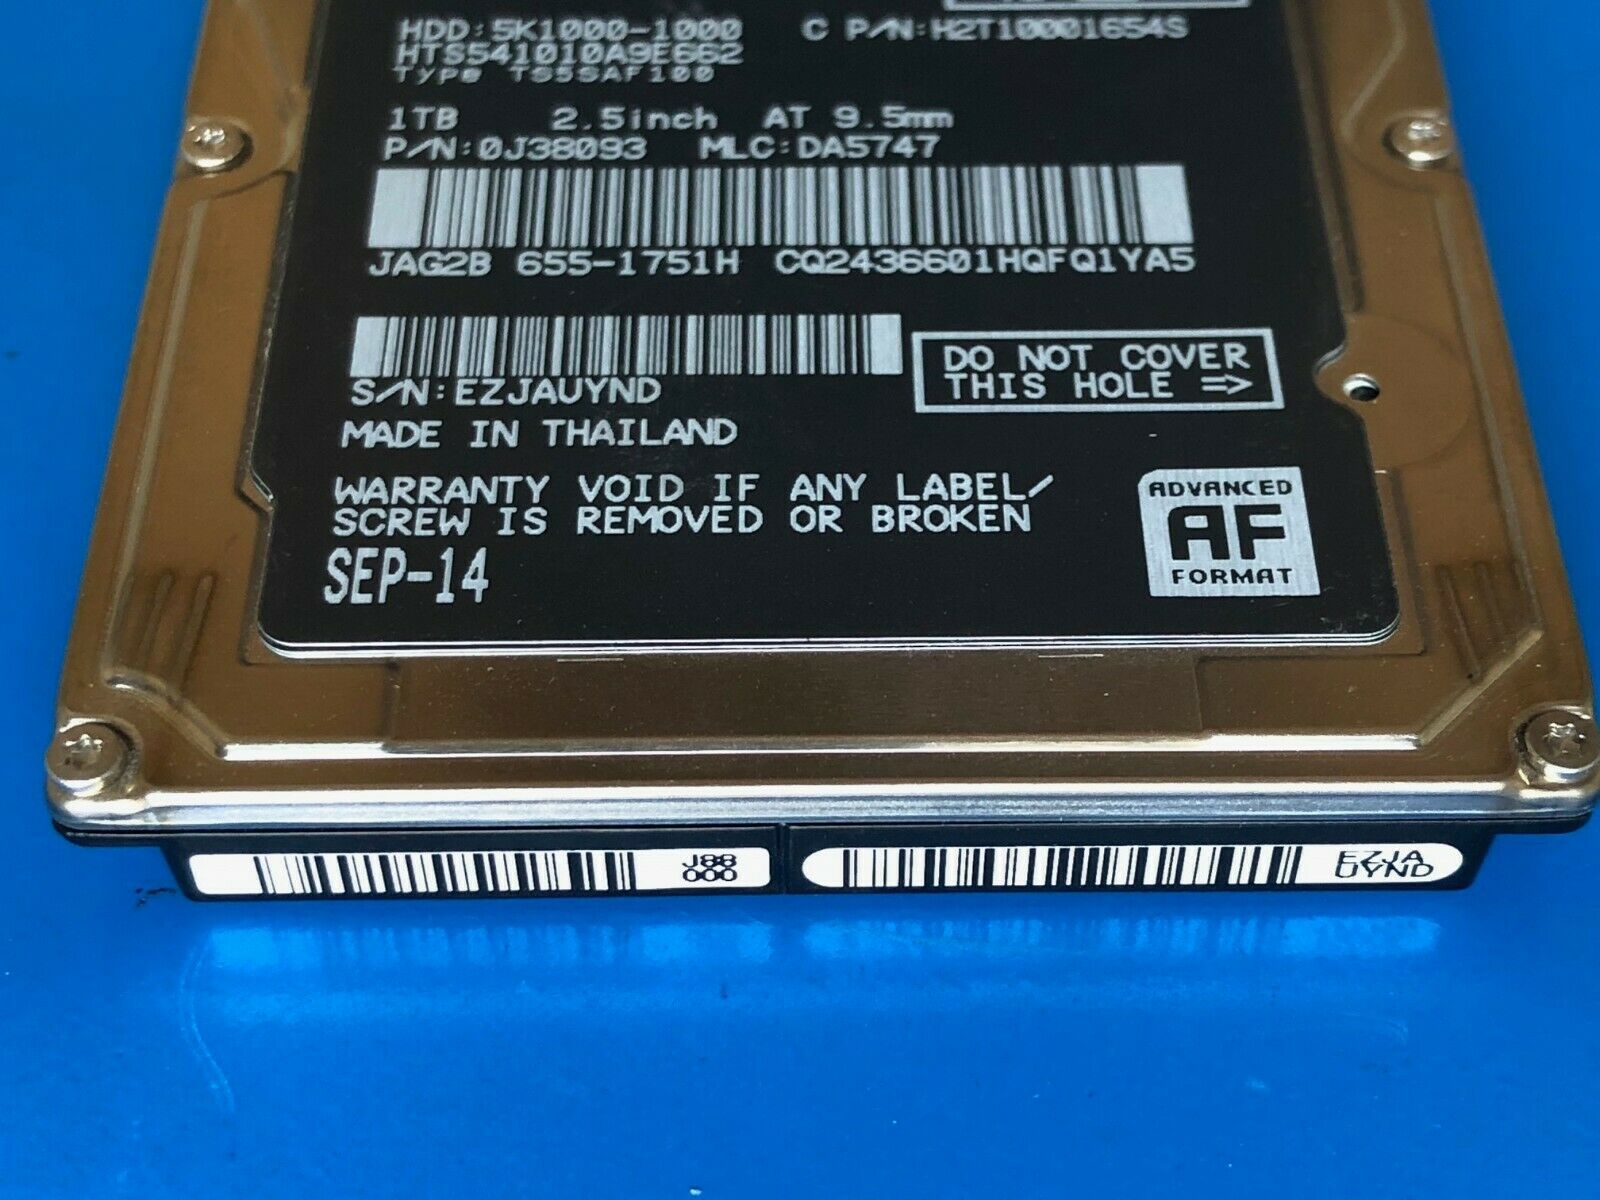 HDD:5K1000-1000 C P/N:H2T10001654S
HTS541010A9E662
Type TS5SAF100
1TB 2.5inch AT 9.5mm
P/N:0J38093 MLC:DA5747
JAG2B 655-1751H CQ2436601HQFQ1YA5
S/N:EZJAUYND
DO NOT COVER
THIS HOLE =>
MADE IN THAILAND
WARRANTY VOID IF ANY LABEL/
SCREW IS REMOVED OR BROKEN
SEP-14
ADVANCED
AF
FORMAT
J88
000
EZJA
UYND